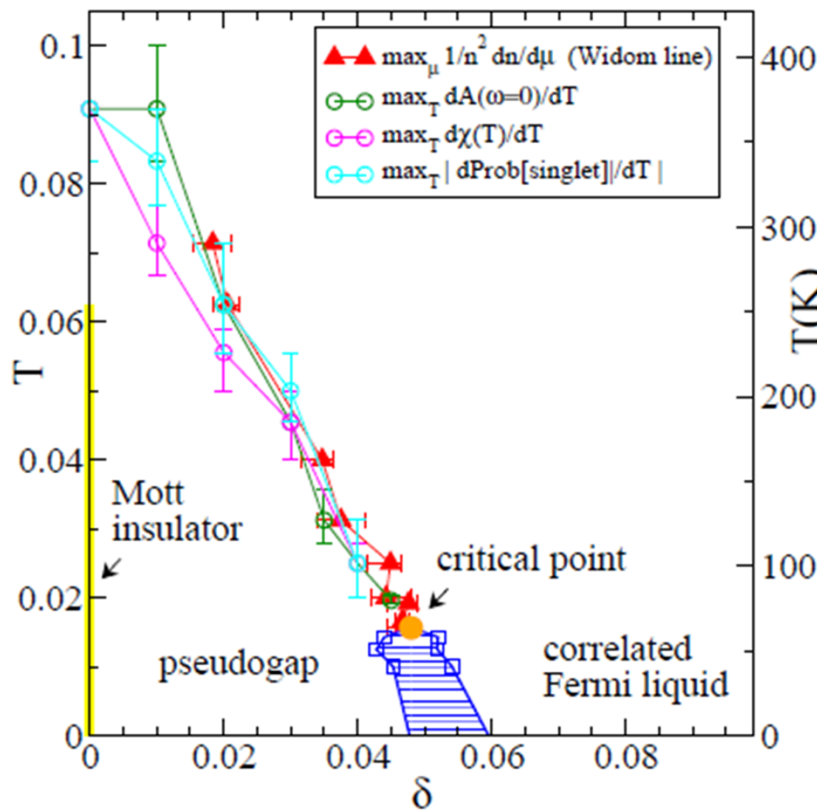 0.1
0.08
0.06
0.04
0.02
0
T
400
300
200
100
0
T(K)
max_μ 1/n² dn/dμ (Widom line)
max_T dA(ω=0)/dT
max_T dχ(T)/dT
max_T | dProb[singlet]|/dT |
Mott
insulator
critical point
pseudogap
correlated
Fermi liquid
0 0.02 0.04 0.06 0.08
δ